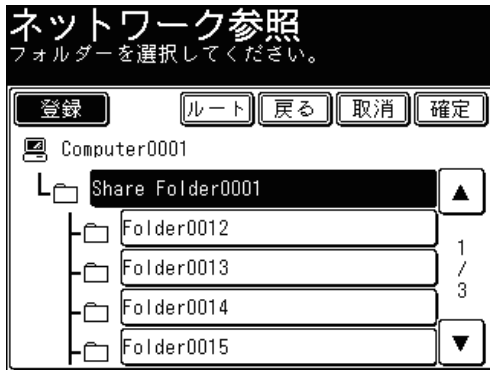 ネットワーク参照
フォルダーを選択してください。
登録 ルート 戻る 取消 確定
Computer0001
Share Folder0001 ▲
Folder0012
Folder0013
1
/
3
Folder0014
Folder0015 ▼